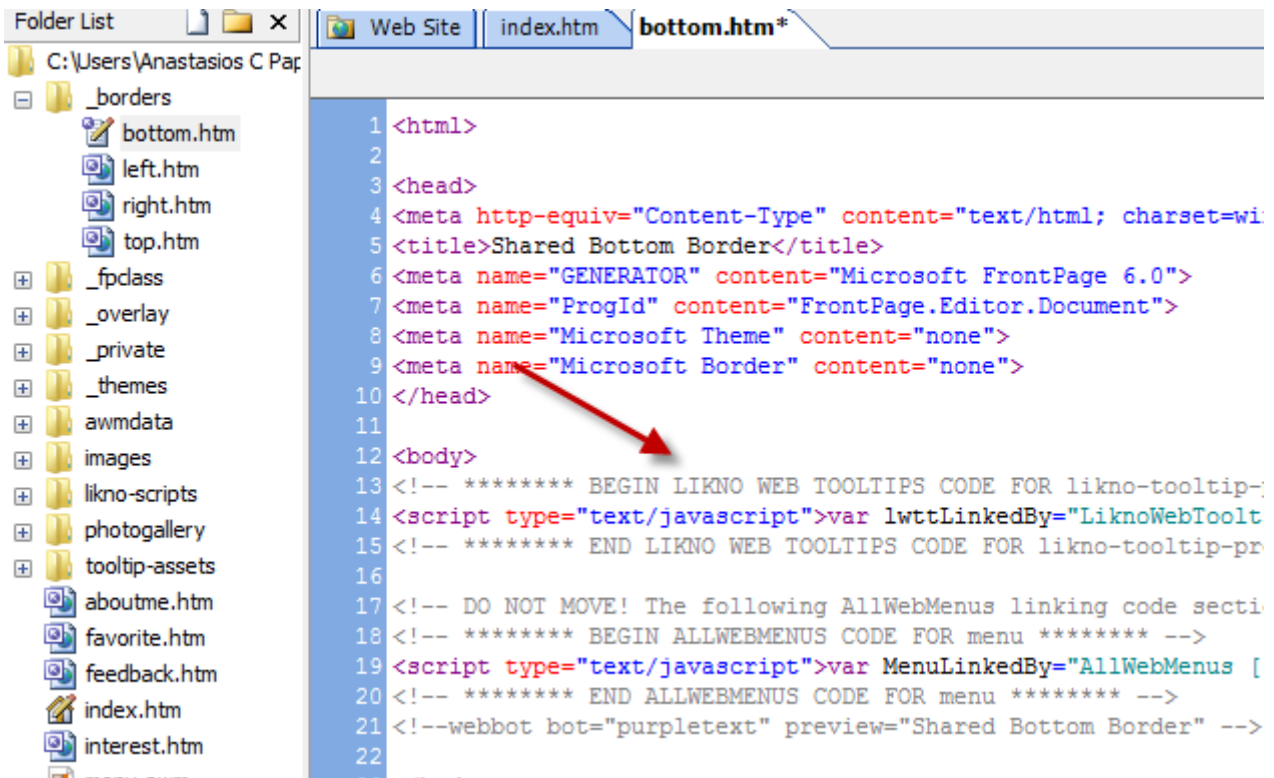 Folder List
C:\Users\Anastasios C Pap
_borders
bottom.htm
left.htm
right.htm
top.htm
_fpclass
_overlay
_private
_themes
awmdata
images
likno-scripts
photogallery
tooltip-assets
aboutme.htm
favorite.htm
feedback.htm
index.htm
interest.htm
Web Site
index.htm
bottom.htm*
1 <html>
2
3 <head>
4 <meta http-equiv="Content-Type" content="text/html; charset=wi
5 <title>Shared Bottom Border</title>
6 <meta name="GENERATOR" content="Microsoft FrontPage 6.0">
7 <meta name="ProgId" content="FrontPage.Editor.Document">
8 <meta name="Microsoft Theme" content="none">
9 <meta name="Microsoft Border" content="none">
10 </head>
11
12 <body>
13 <!-- ******** BEGIN LIKNO WEB TOOLTIPS CODE FOR likno-tooltip-
14 <script type="text/javascript">var lwttLinkedBy="LiknoWebToolt
15 <!-- ******** END LIKNO WEB TOOLTIPS CODE FOR likno-tooltip-pr
16
17 <!-- DO NOT MOVE! The following AllWebMenus linking code secti
18 <!-- ******** BEGIN ALLWEBMENUS CODE FOR menu ******** -->
19 <script type="text/javascript">var MenuLinkedBy="AllWebMenus [
20 <!-- ******** END ALLWEBMENUS CODE FOR menu ******** -->
21 <!--webbot bot="purpletext" preview="Shared Bottom Border" -->
22